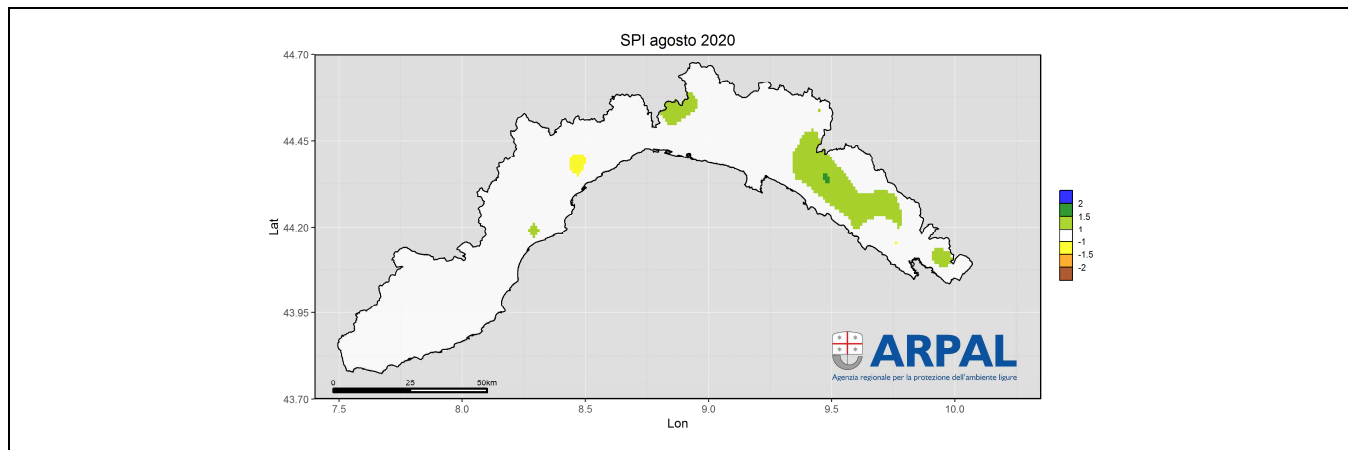 SPI agosto 2020
44.70
44.45
44.20
43.95
43.70
Lat
2
1.5
1
-1
-1.5
-2
ARPAL
Agenzia regionale per la protezione dell'ambiente ligure
0 25 50km
7.5 8.0 8.5 9.0 9.5 10.0
Lon